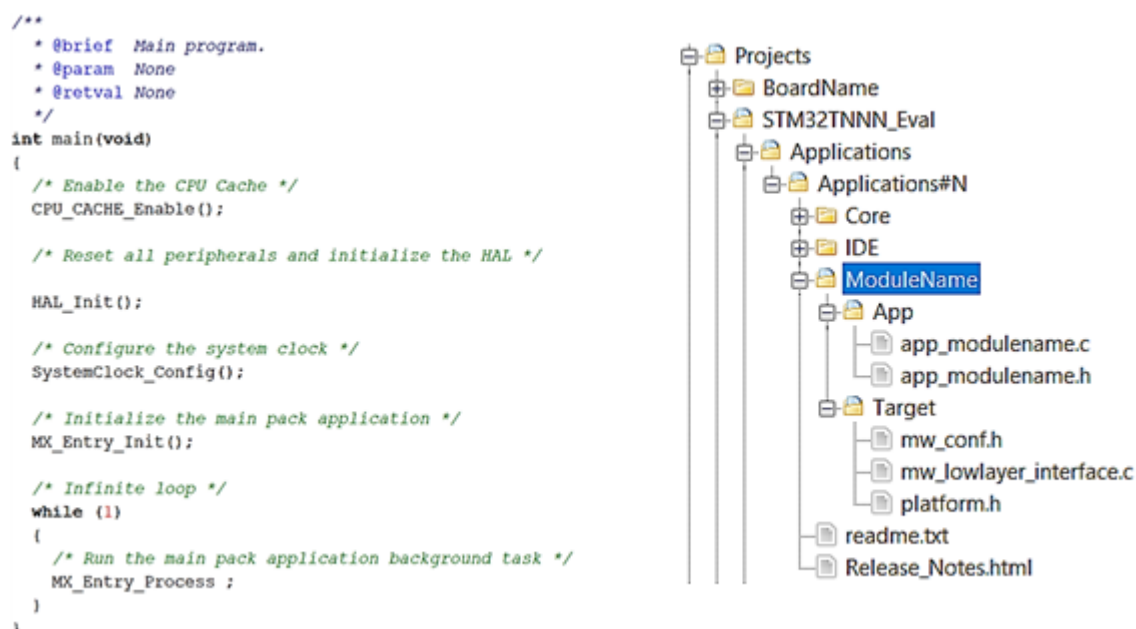 /**
* @brief Main program.
* @param None
* @retval None
*/
int main(void)
{
/* Enable the CPU Cache */
CPU_CACHE_Enable();
/* Reset all peripherals and initialize the HAL */
HAL_Init();
/* Configure the system clock */
SystemClock_Config();
/* Initialize the main pack application */
MX_Entry_Init();
/* Infinite loop */
while (1)
{
/* Run the main pack application background task */
MX_Entry_Process ;
}
}
Projects
BoardName
STM32TNNN_Eval
Applications
Applications#N
Core
IDE
ModuleName
App
app_modulename.c
app_modulename.h
Target
mw_conf.h
mw_lowlayer_interface.c
platform.h
readme.txt
Release_Notes.html